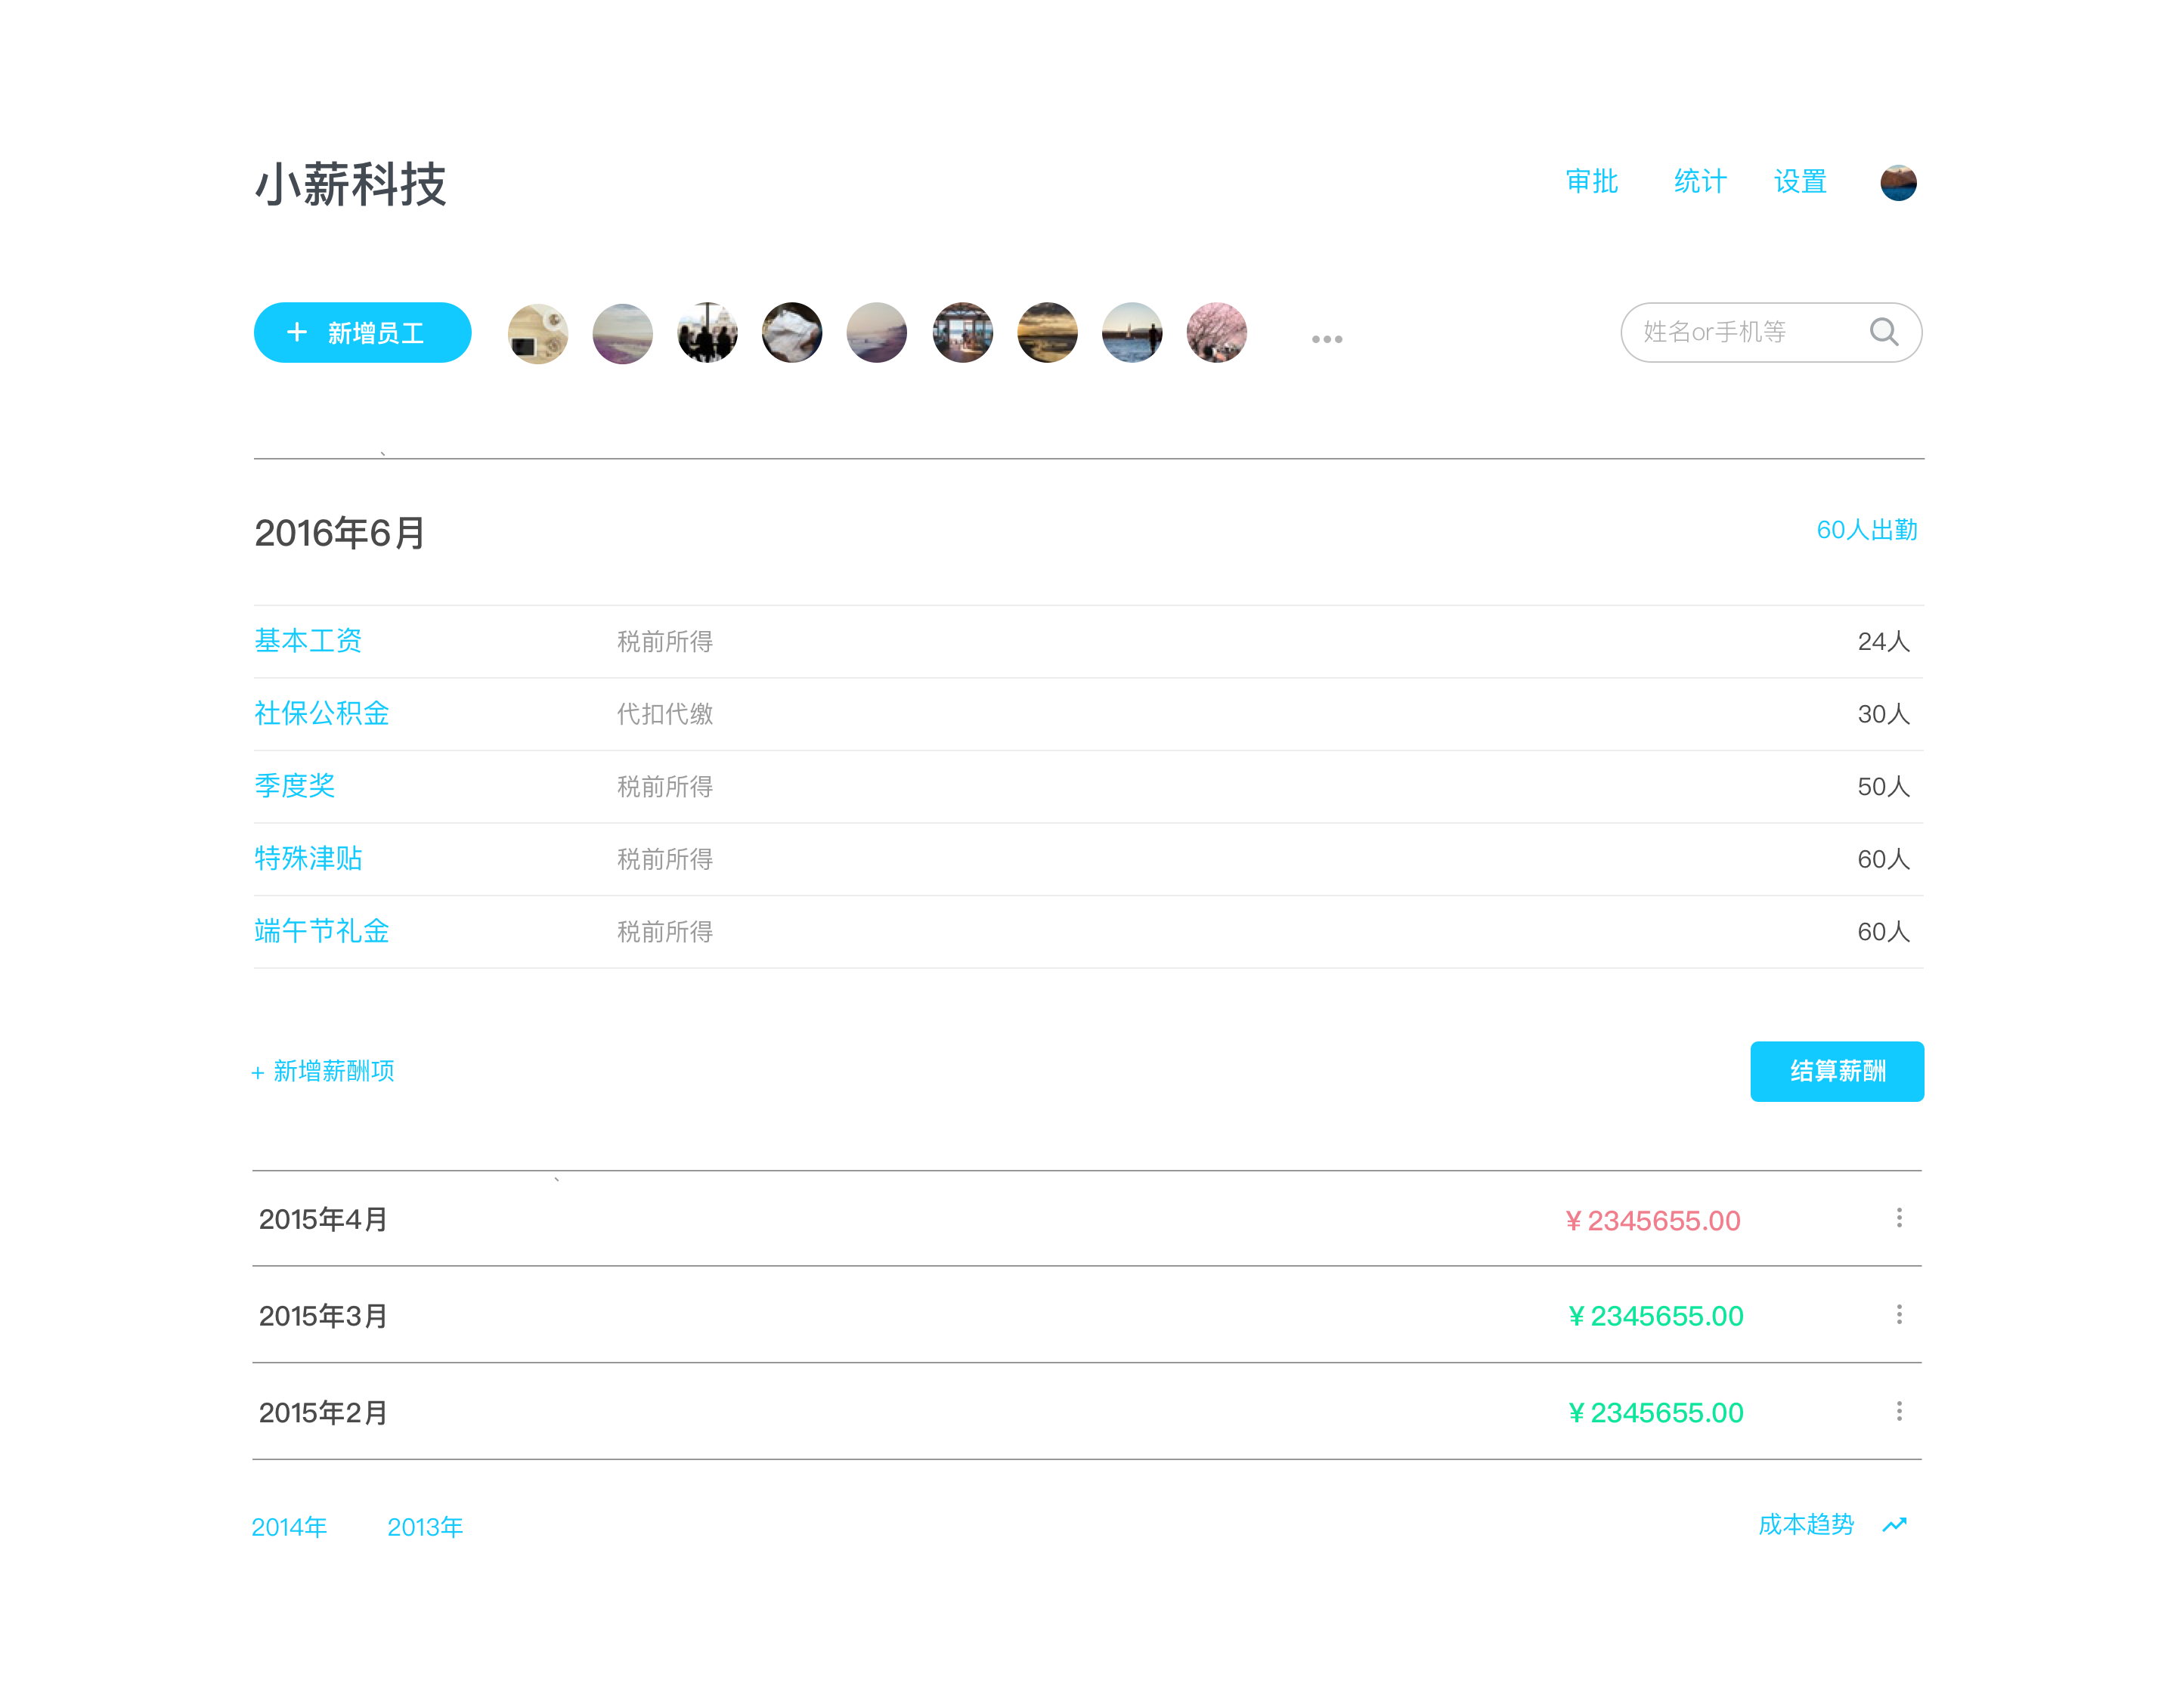 小薪科技
审批 统计 设置
+ 新增员工
姓名or手机等
、
2016年6月
60人出勤
基本工资 税前所得 24人
社保公积金 代扣代缴 30人
季度奖 税前所得 50人
特殊津贴 税前所得 60人
端午节礼金 税前所得 60人
+ 新增薪酬项
结算薪酬
、
2015年4月 ¥ 2345655.00
2015年3月 ¥ 2345655.00
2015年2月 ¥ 2345655.00
2014年 2013年 成本趋势